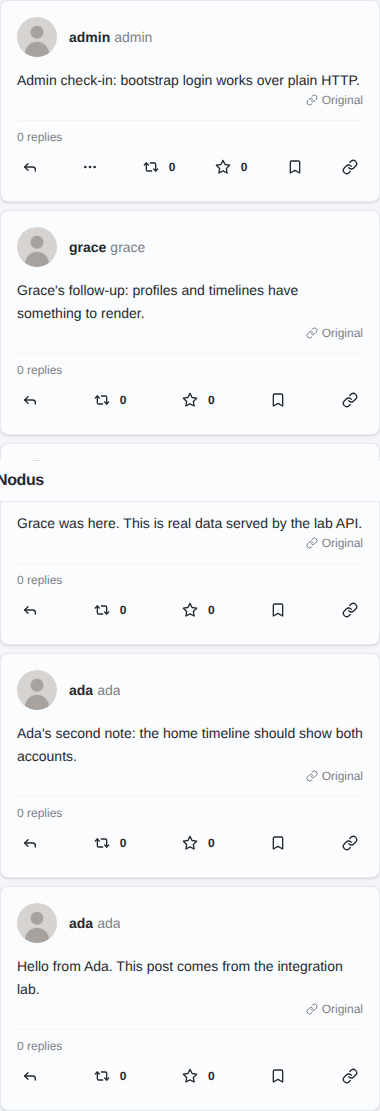 admin admin
Admin check-in: bootstrap login works over plain HTTP.
Original
0 replies
0 0
grace grace
Grace's follow-up: profiles and timelines have
something to render.
Original
0 replies
0 0
Nodus
Grace was here. This is real data served by the lab API.
Original
0 replies
0 0
ada ada
Ada's second note: the home timeline should show both
accounts.
Original
0 replies
0 0
ada ada
Hello from Ada. This post comes from the integration
lab.
Original
0 replies
0 0